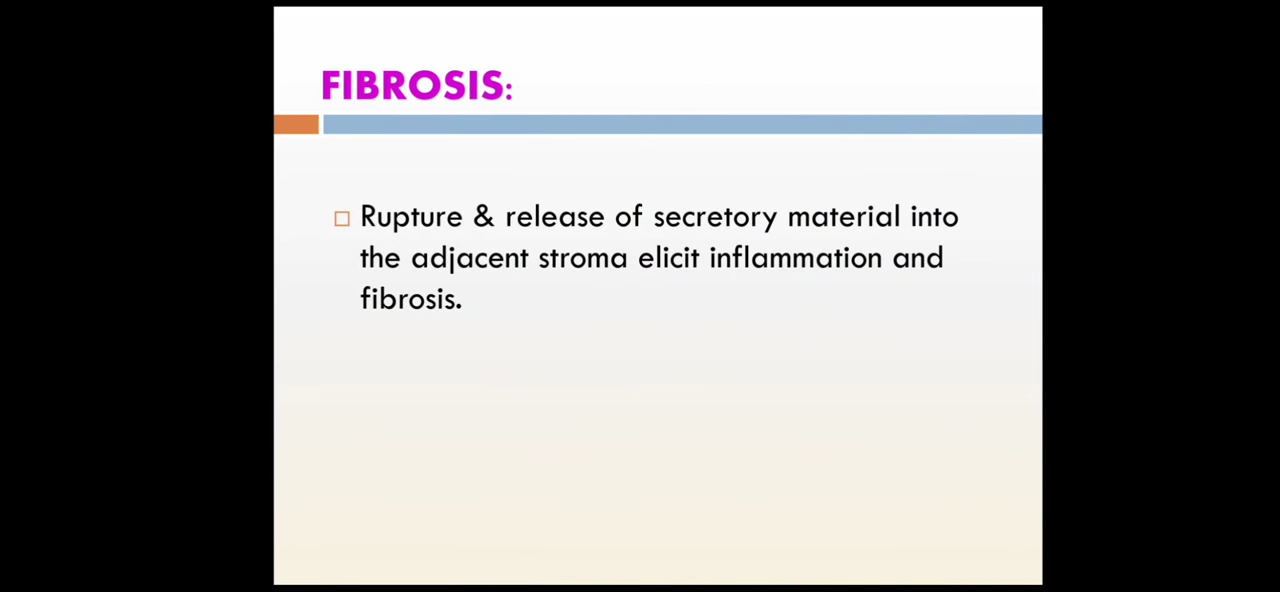 FIBROSIS:
Rupture & release of secretory material into
the adjacent stroma elicit inflammation and
fibrosis.